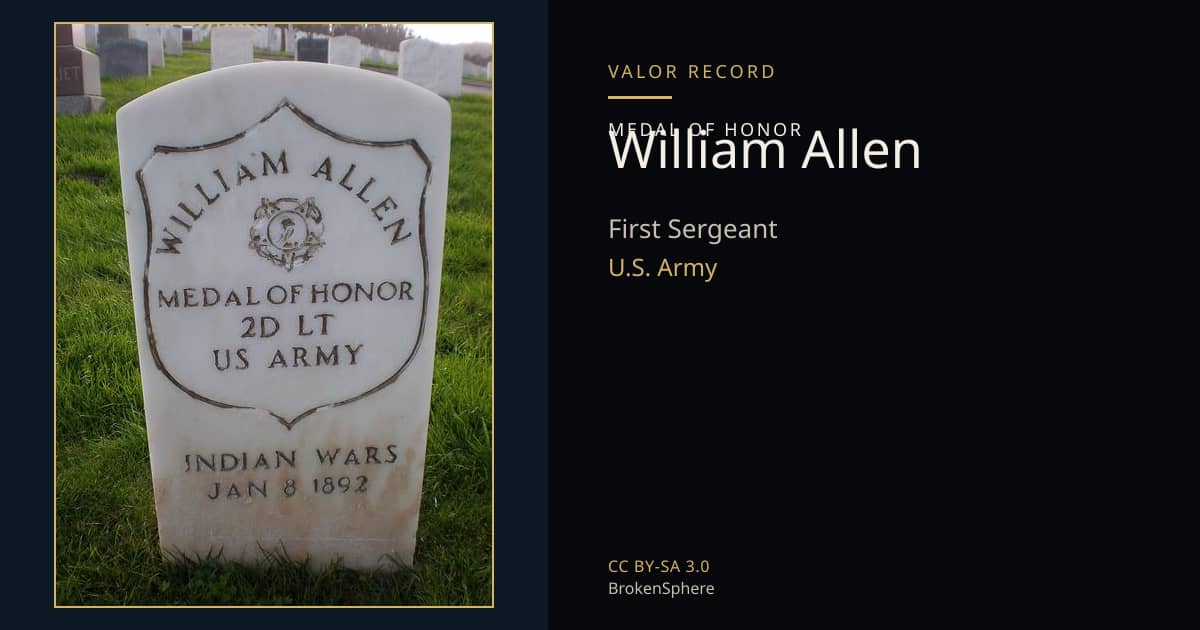 WILLIAM ALLEN
MEDAL OF HONOR
2D LT
US ARMY
INDIAN WARS
JAN 8 1892
VALOR RECORD
MEDAL OF HONOR
William Allen
First Sergeant
U.S. Army
CC BY-SA 3.0
BrokenSphere